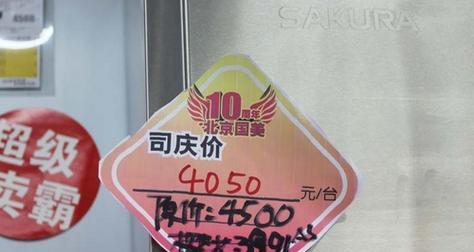 SAKURA
10周年
北京国美
司庆价
4050 元/台
原价:4500
超级
卖霸